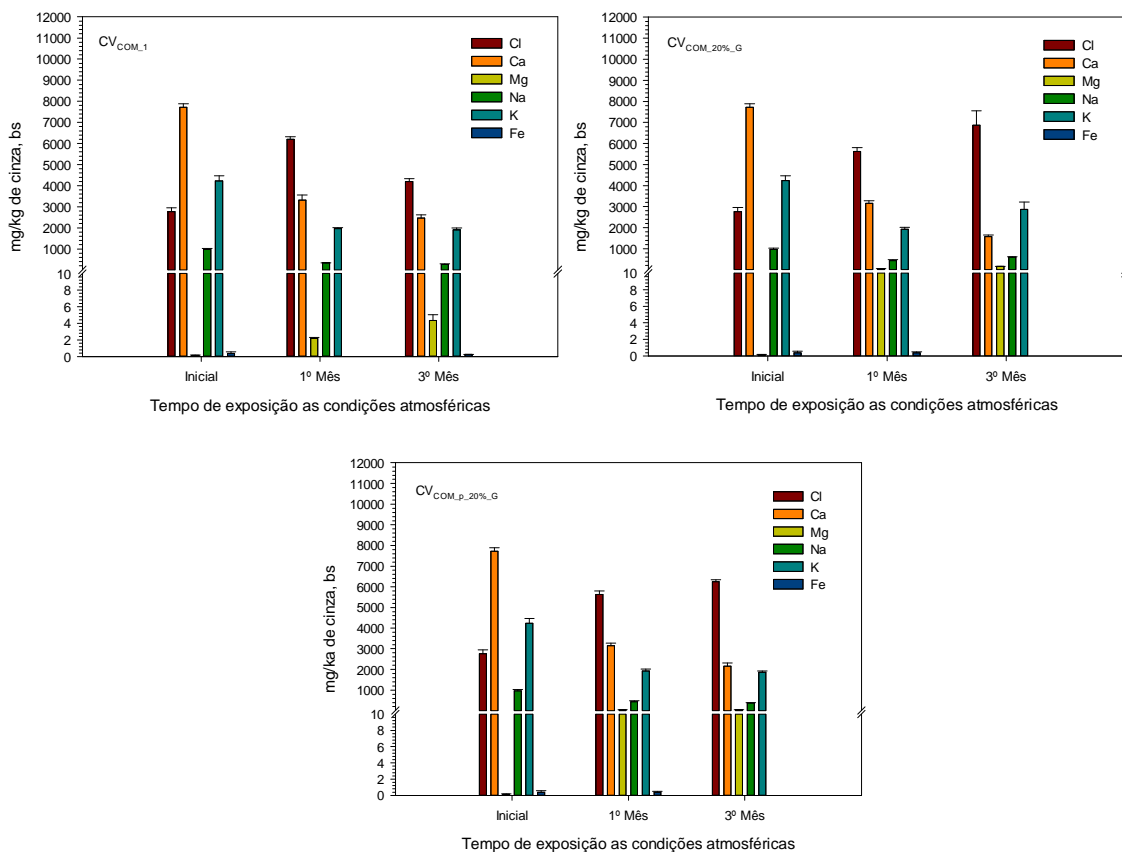 12000
11000
10000
9000
8000
7000
6000
5000
4000
3000
2000
1000
10
8
6
4
2
0
mg/kg de cinza, bs
CV_COM_1
Cl
Ca
Mg
Na
K
Fe
Inicial 1º Mês 3º Mês
Tempo de exposição as condições atmosféricas
12000
11000
10000
9000
8000
7000
6000
5000
4000
3000
2000
1000
10
8
6
4
2
0
mg/kg de cinza, bs
CV_COM_20%_G
Cl
Ca
Mg
Na
K
Fe
Inicial 1º Mês 3º Mês
Tempo de exposição as condições atmosféricas
12000
11000
10000
9000
8000
7000
6000
5000
4000
3000
2000
1000
10
8
6
4
2
0
mg/ka de cinza, bs
CV_COM_p_20%_G
Cl
Ca
Mg
Na
K
Fe
Inicial 1º Mês 3º Mês
Tempo de exposição as condições atmosféricas